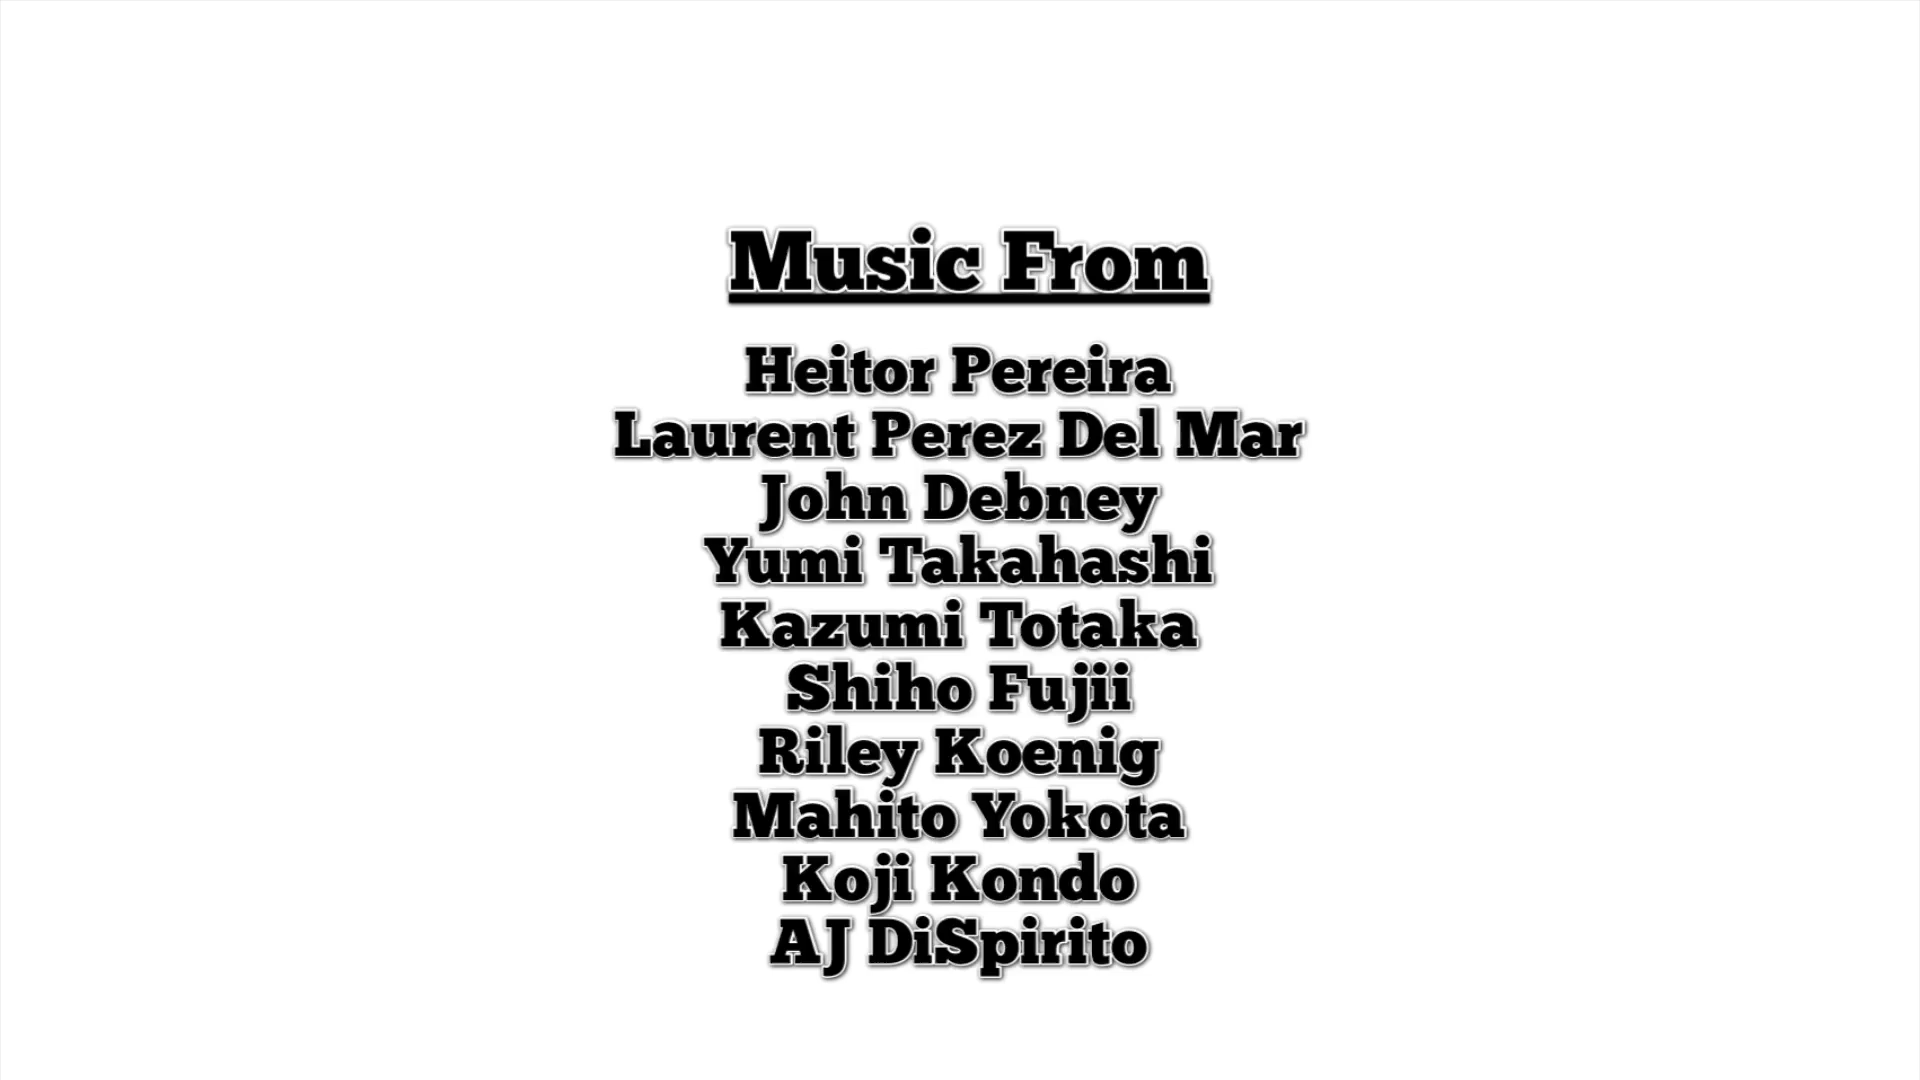 Music From
Heitor Pereira
Laurent Perez Del Mar
John Debney
Yumi Takahashi
Kazumi Totaka
Shiho Fujii
Riley Koenig
Mahito Yokota
Koji Kondo
AJ DiSpirito